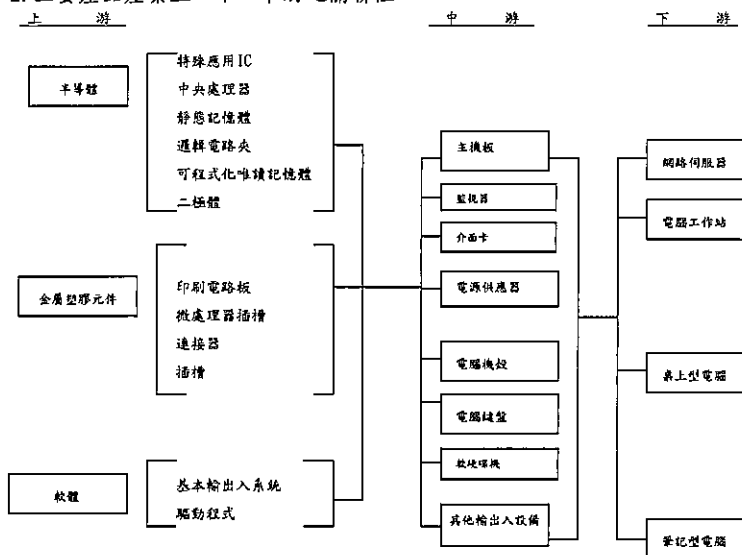 上 游
中 游
下 游
半導體
特殊應用IC
中央處理器
靜態記憶體
邏輯電路夾
可程式化唯讀記憶體
二極體
金屬塑膠元件
印刷電路板
微處理器插槽
連接器
插槽
軟體
基本輸出入系統
驅動程式
主機板
監視器
介面卡
電源供應器
電腦機殼
電腦鍵盤
軟硬碟機
其他輸出入設備
網路伺服器
電腦工作站
桌上型電腦
筆記型電腦